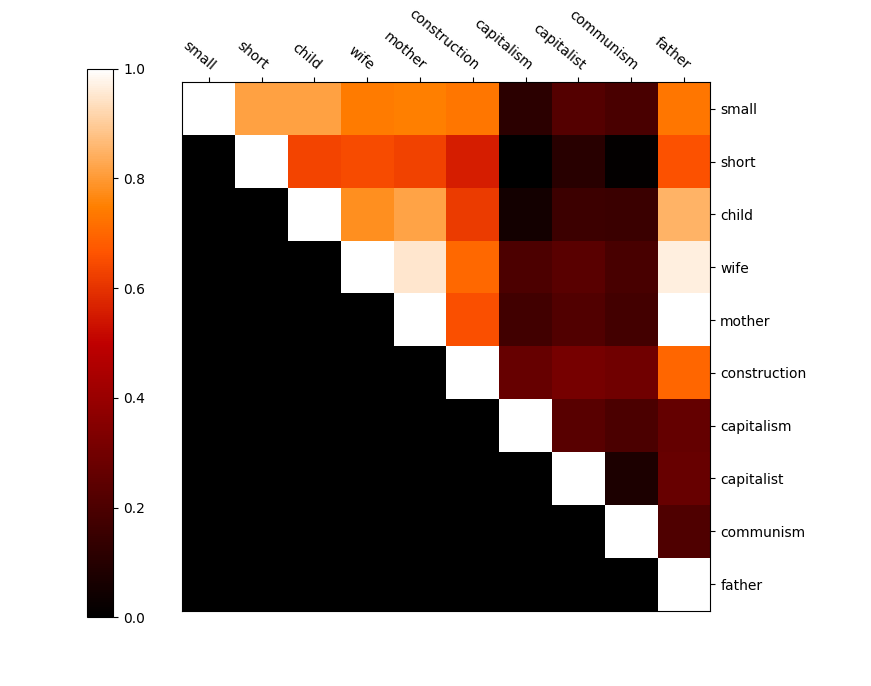 small
short
child
wife
mother
construction
capitalism
capitalist
communism
father
1.0
0.8
0.6
0.4
0.2
0.0
small
short
child
wife
mother
construction
capitalism
capitalist
communism
father